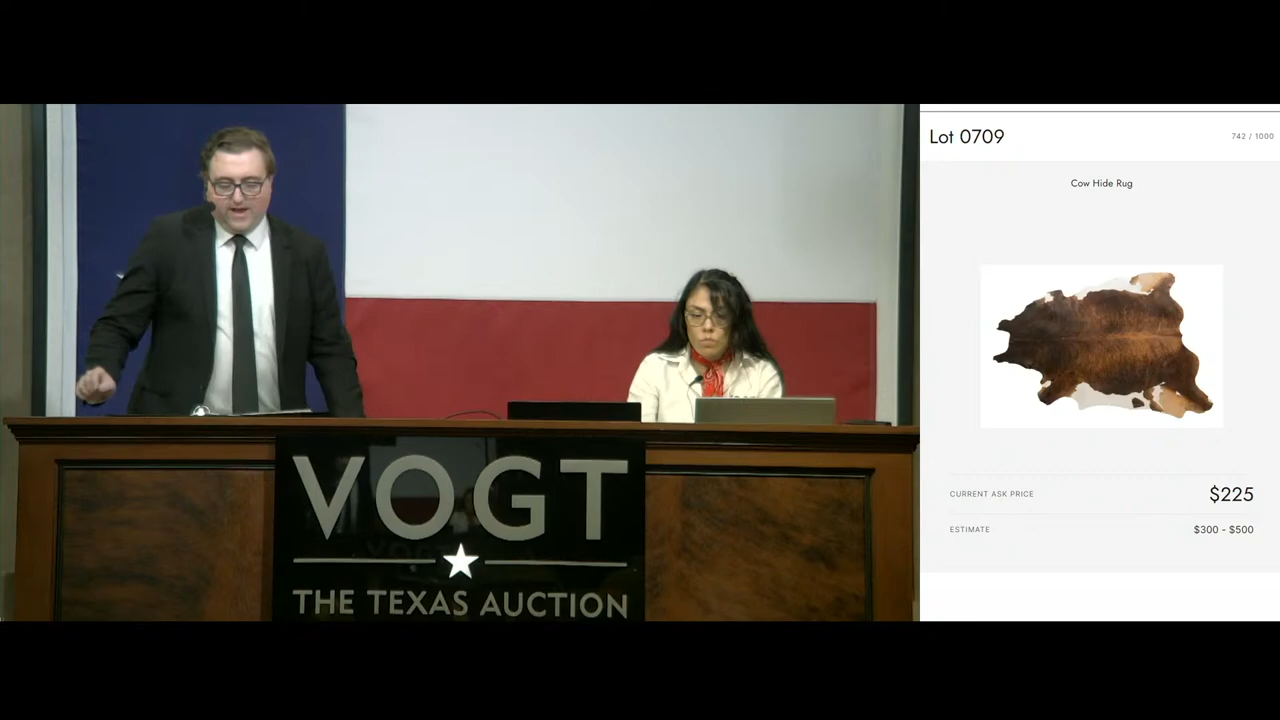 VOGT
THE TEXAS AUCTION
Lot 0709
742 / 1000
Cow Hide Rug
CURRENT ASK PRICE
$225
ESTIMATE
$300 - $500